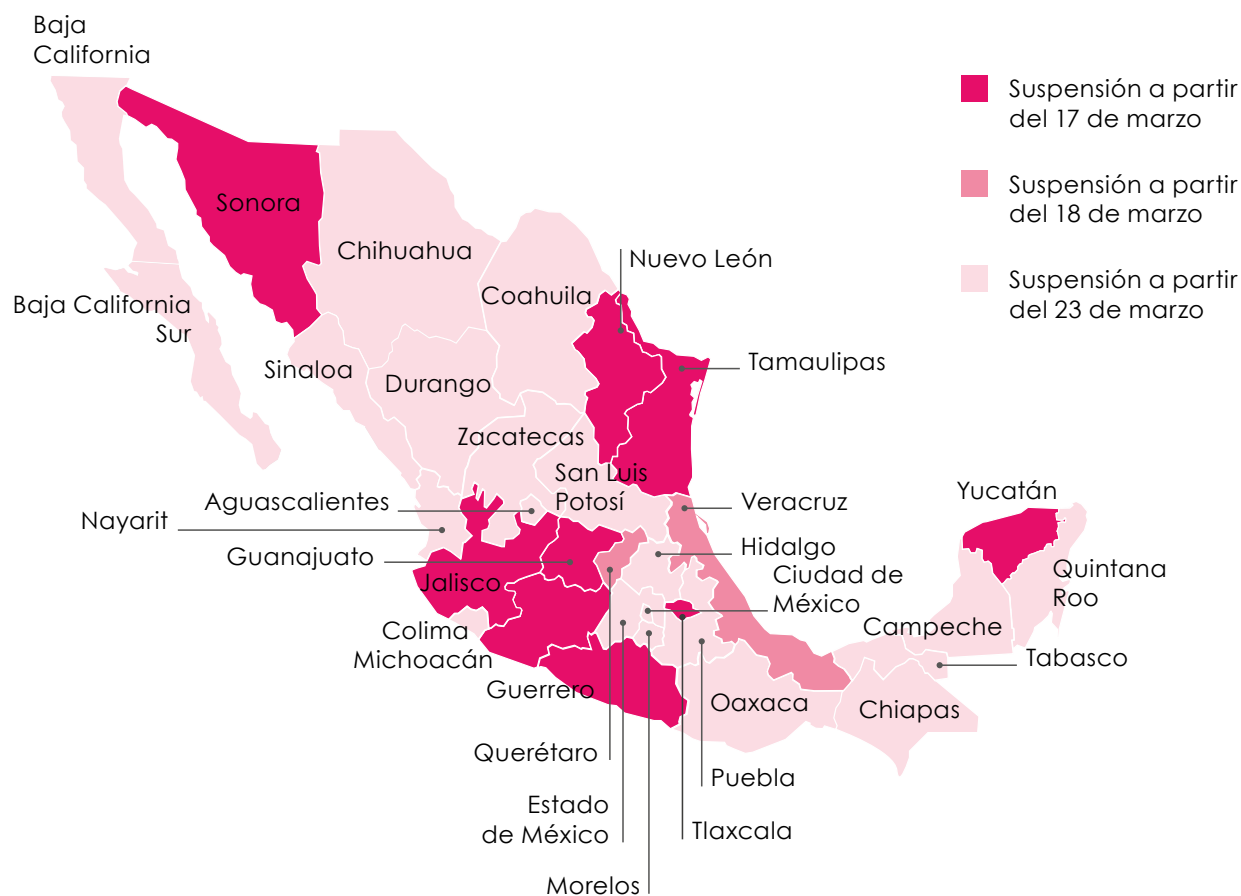 Baja
California
Suspensión a partir
del 17 de marzo
Suspensión a partir
del 18 de marzo
Suspensión a partir
del 23 de marzo
Sonora
Chihuahua
Nuevo León
Coahuila
Baja California
Sur
Sinaloa
Durango
Tamaulipas
Zacatecas
San Luis
Potosí
Aguascalientes
Nayarit
Veracruz
Yucatán
Guanajuato
Hidalgo
Jalisco
Ciudad de
México
Quintana
Roo
Colima
Michoacán
Campeche
Tabasco
Guerrero
Oaxaca
Chiapas
Querétaro
Puebla
Estado
de México
Tlaxcala
Morelos